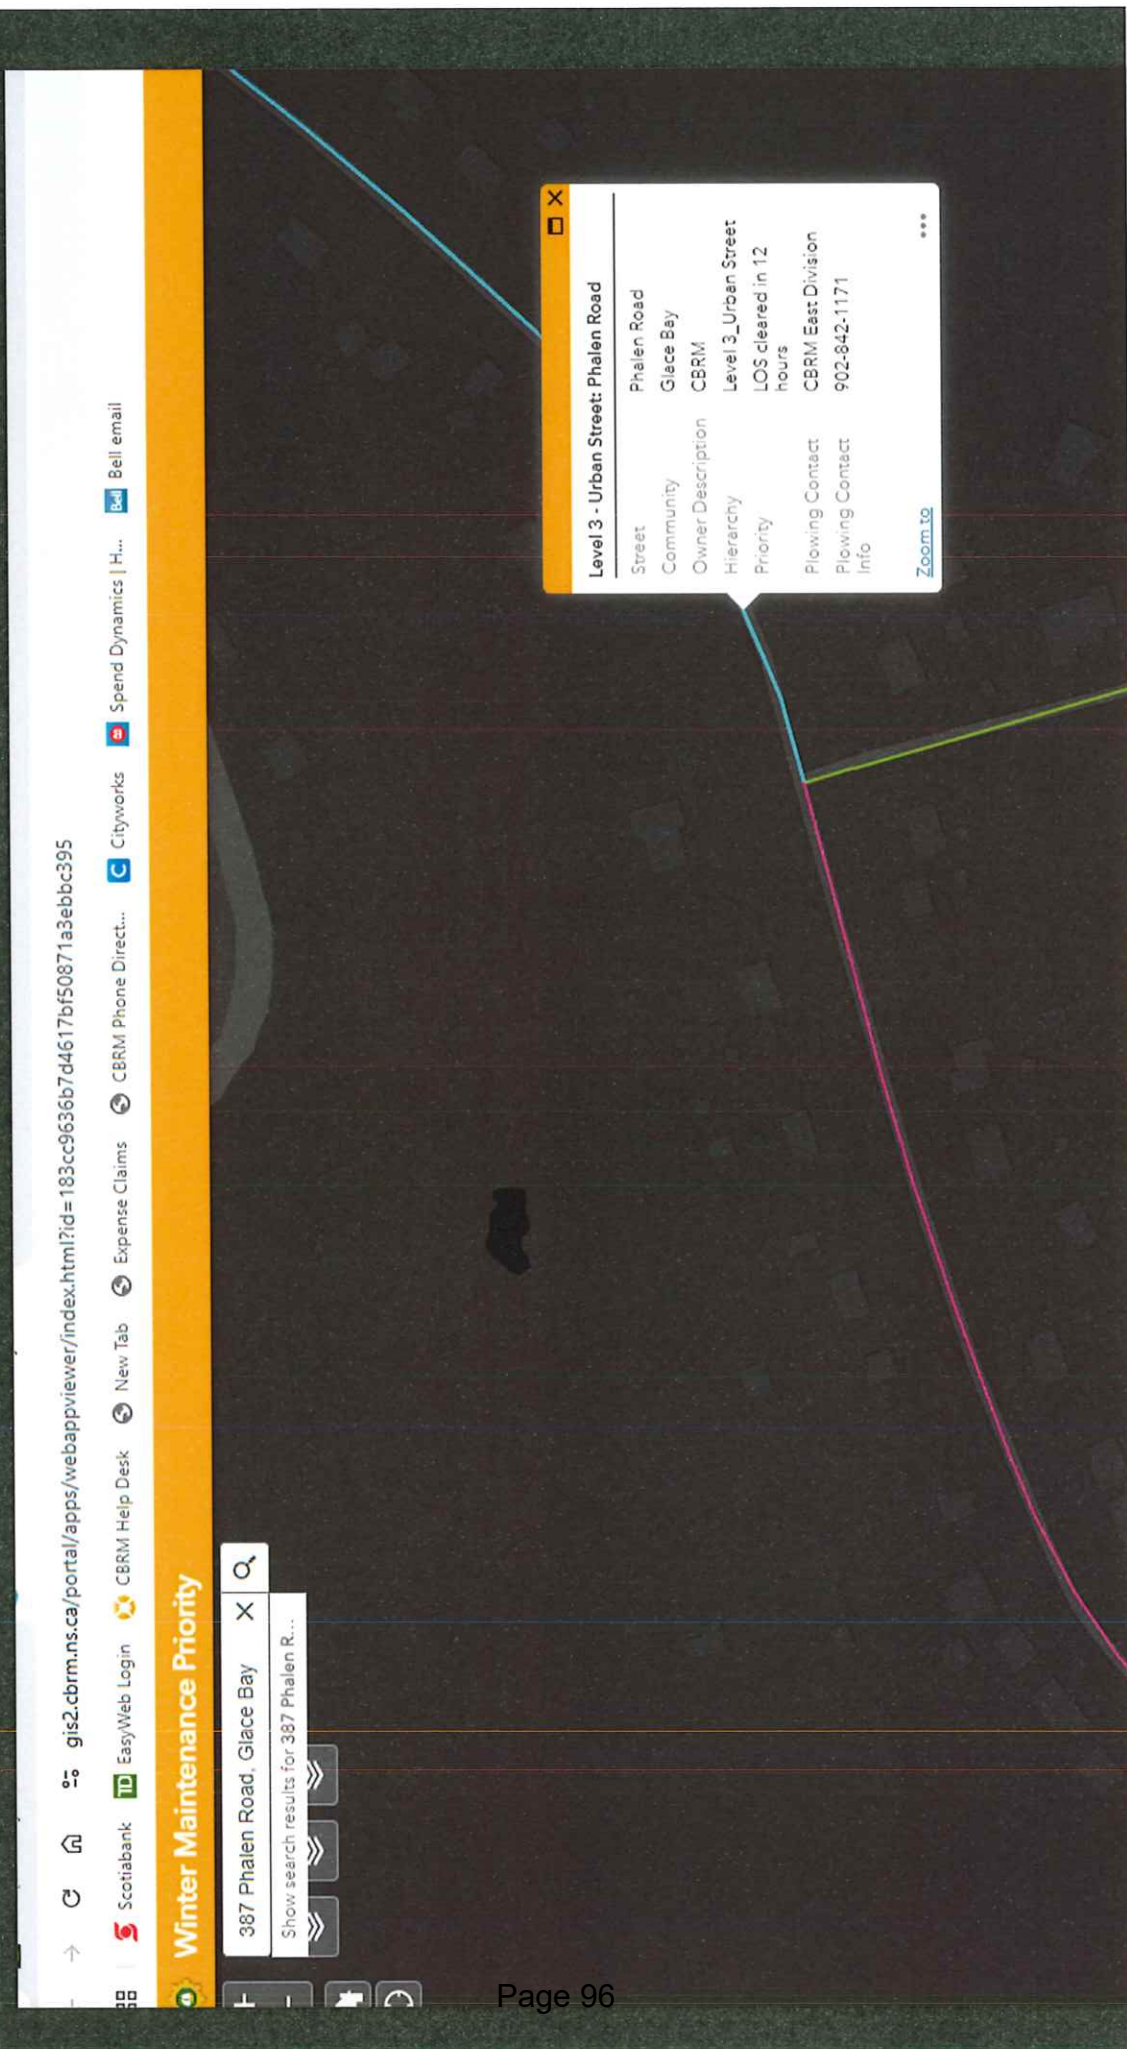 gis2.cbrm.ns.ca/portal/apps/webappviewer/index.html?id=183cc9636b7d4617bf50871a3ebbc395
Scotiabank TD EasyWeb Login CBRM Help Desk New Tab Expense Claims CBRM Phone Direct... C Cityworks Spend Dynamics | H... Bell Bell email
Winter Maintenance Priority
387 Phalen Road, Glace Bay
Show search results for 387 Phalen R...
Level 3 - Urban Street: Phalen Road
Street Phalen Road
Community Glace Bay
Owner Description CBRM
Hierarchy Level 3_Urban Street
Priority LOS cleared in 12
hours
Plowing Contact CBRM East Division
Plowing Contact 902-842-1171
Info
Zoom to
Page 96